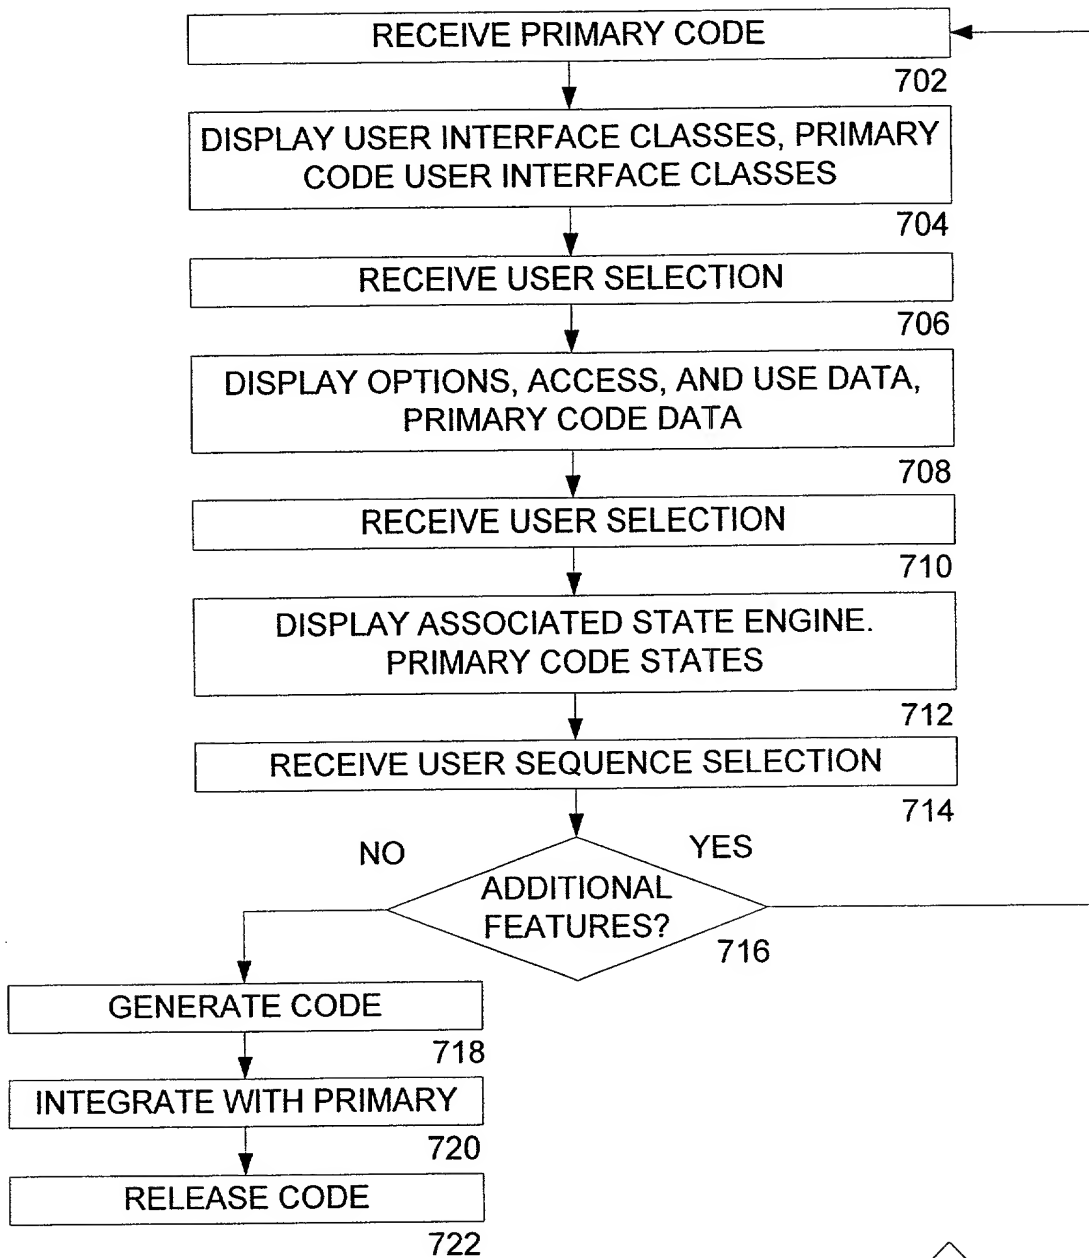 RECEIVE PRIMARY CODE
702
DISPLAY USER INTERFACE CLASSES, PRIMARY
CODE USER INTERFACE CLASSES
704
RECEIVE USER SELECTION
706
DISPLAY OPTIONS, ACCESS, AND USE DATA,
PRIMARY CODE DATA
708
RECEIVE USER SELECTION
710
DISPLAY ASSOCIATED STATE ENGINE.
PRIMARY CODE STATES
712
RECEIVE USER SEQUENCE SELECTION
714
NO
YES
ADDITIONAL
FEATURES?
716
GENERATE CODE
718
INTEGRATE WITH PRIMARY
720
RELEASE CODE
722